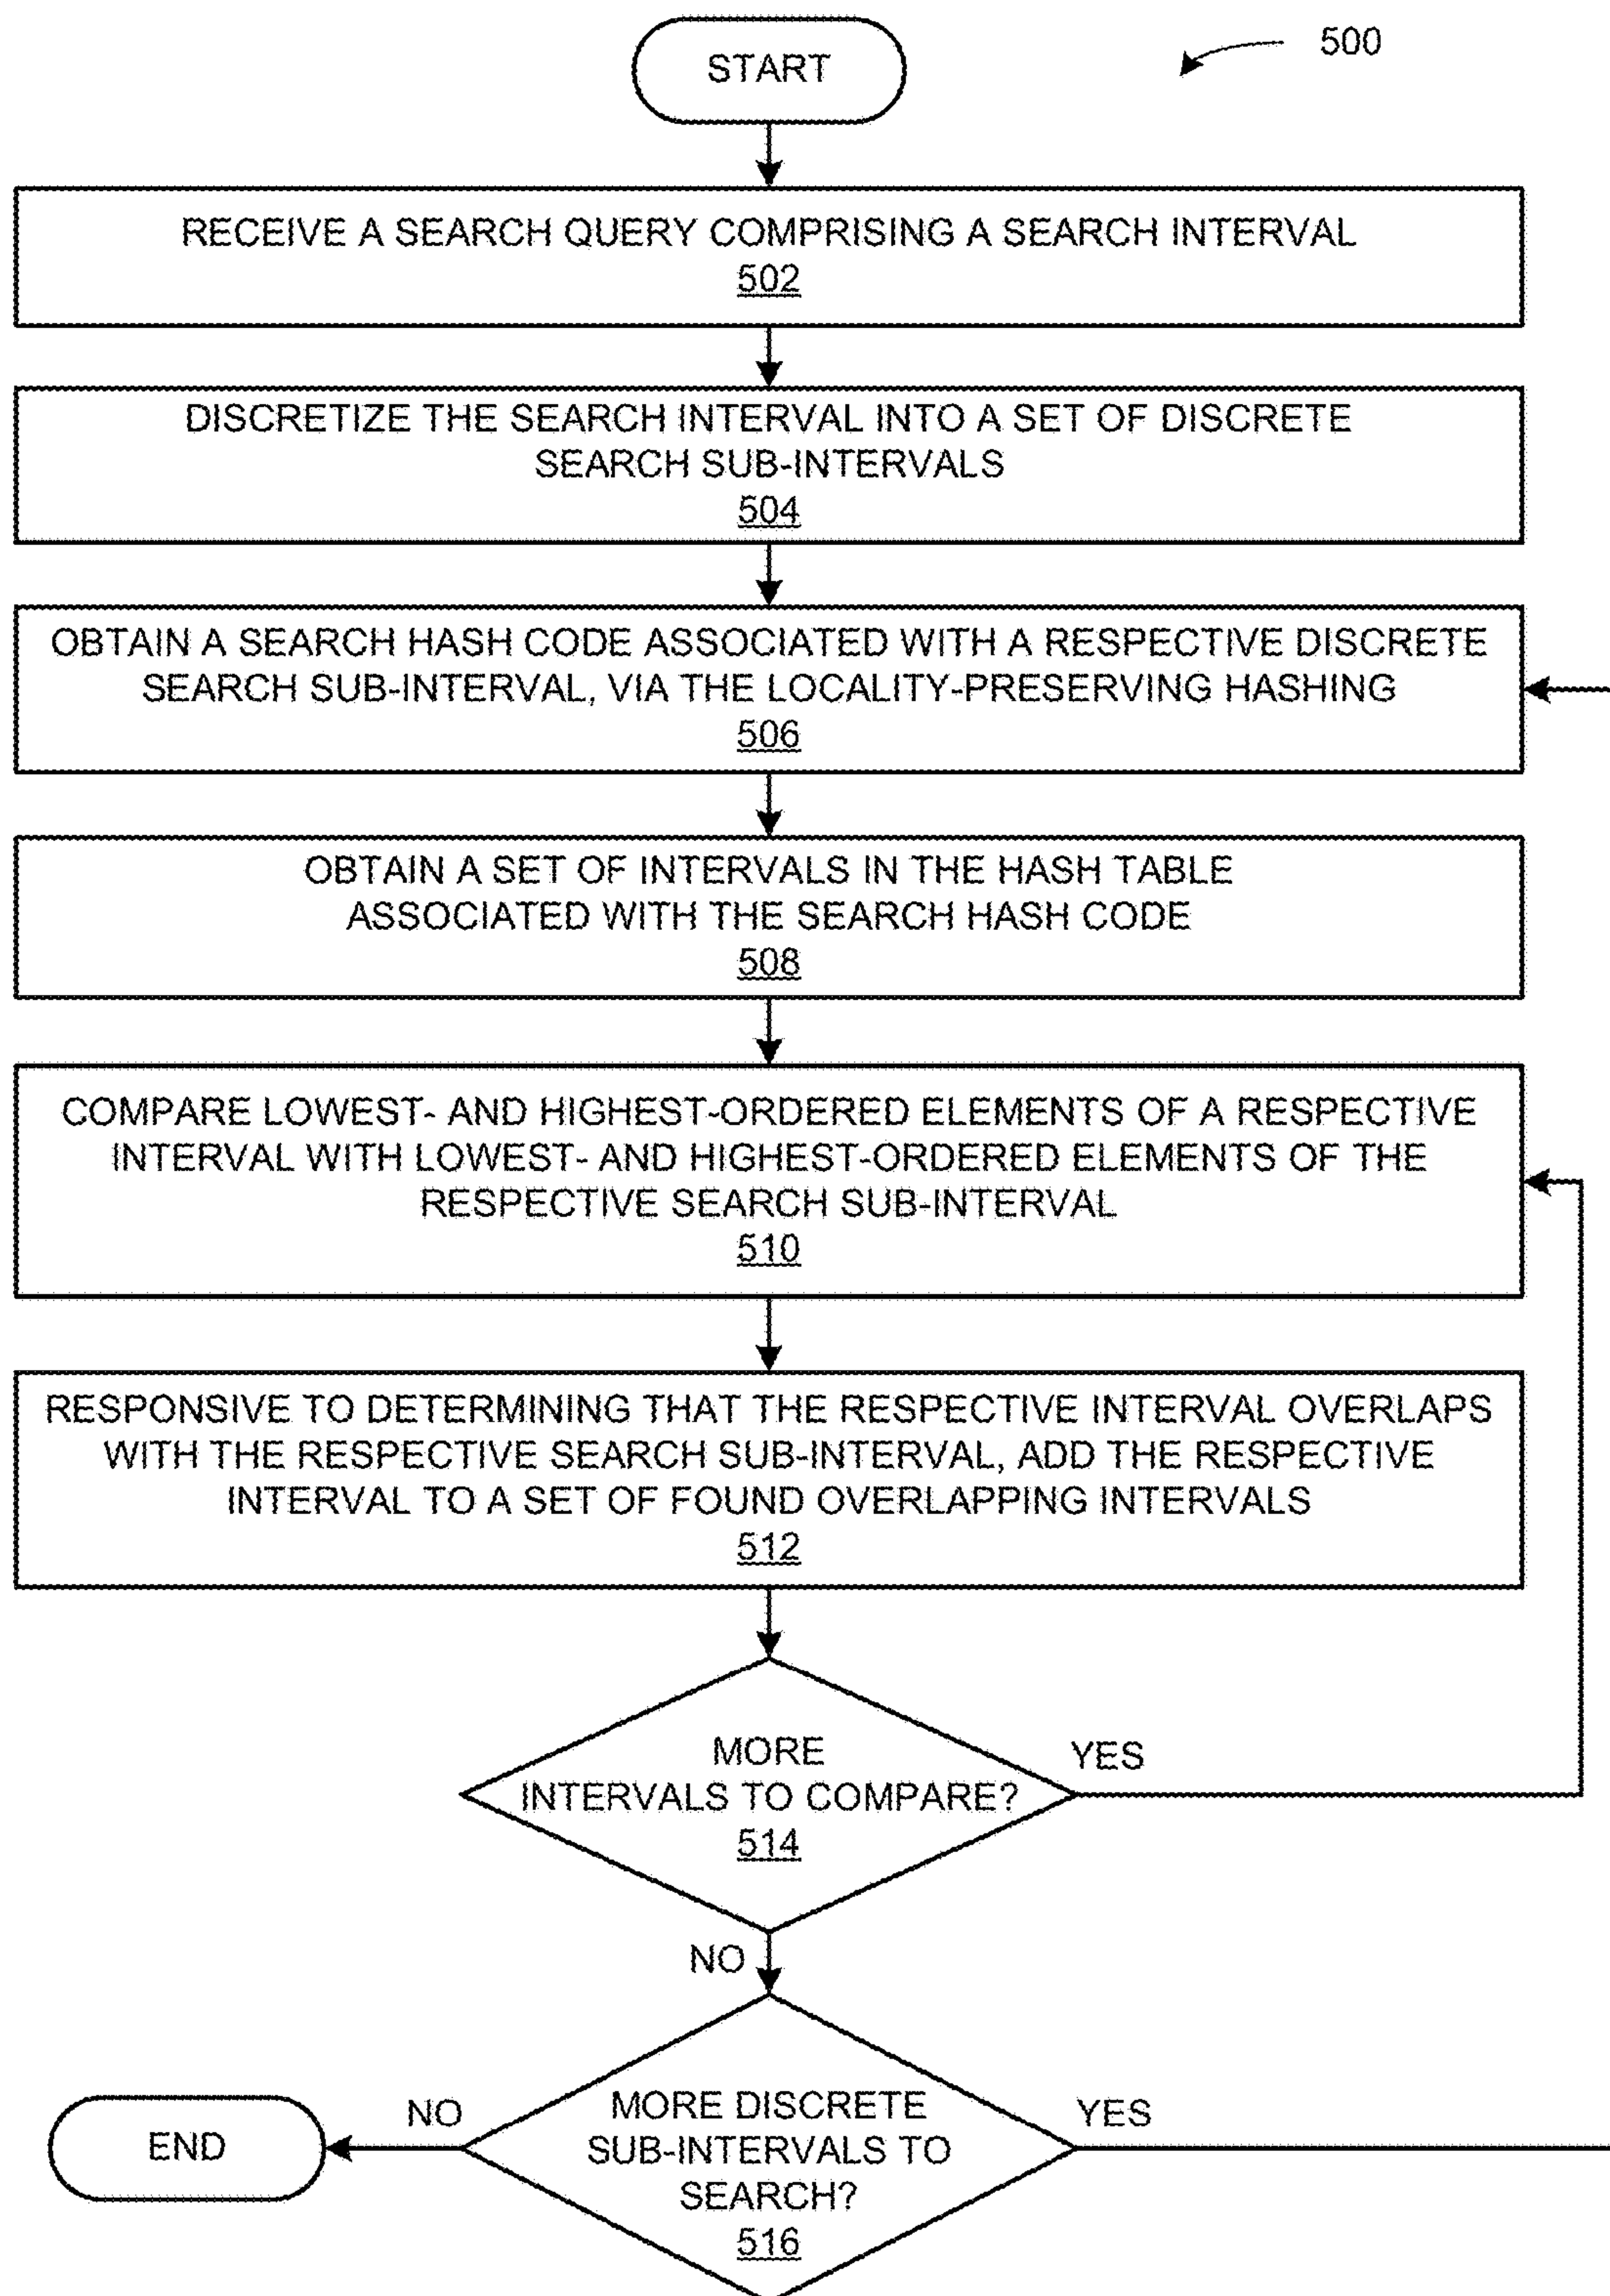 500
START
RECEIVE A SEARCH QUERY COMPRISING A SEARCH INTERVAL
502
DISCRETIZE THE SEARCH INTERVAL INTO A SET OF DISCRETE
SEARCH SUB-INTERVALS
504
OBTAIN A SEARCH HASH CODE ASSOCIATED WITH A RESPECTIVE DISCRETE
SEARCH SUB-INTERVAL, VIA THE LOCALITY-PRESERVING HASHING
506
OBTAIN A SET OF INTERVALS IN THE HASH TABLE
ASSOCIATED WITH THE SEARCH HASH CODE
508
COMPARE LOWEST- AND HIGHEST-ORDERED ELEMENTS OF A RESPECTIVE
INTERVAL WITH LOWEST- AND HIGHEST-ORDERED ELEMENTS OF THE
RESPECTIVE SEARCH SUB-INTERVAL
510
RESPONSIVE TO DETERMINING THAT THE RESPECTIVE INTERVAL OVERLAPS
WITH THE RESPECTIVE SEARCH SUB-INTERVAL, ADD THE RESPECTIVE
INTERVAL TO A SET OF FOUND OVERLAPPING INTERVALS
512
MORE
INTERVALS TO COMPARE?
514
YES
NO
MORE DISCRETE
SUB-INTERVALS TO
SEARCH?
516
YES
NO
END